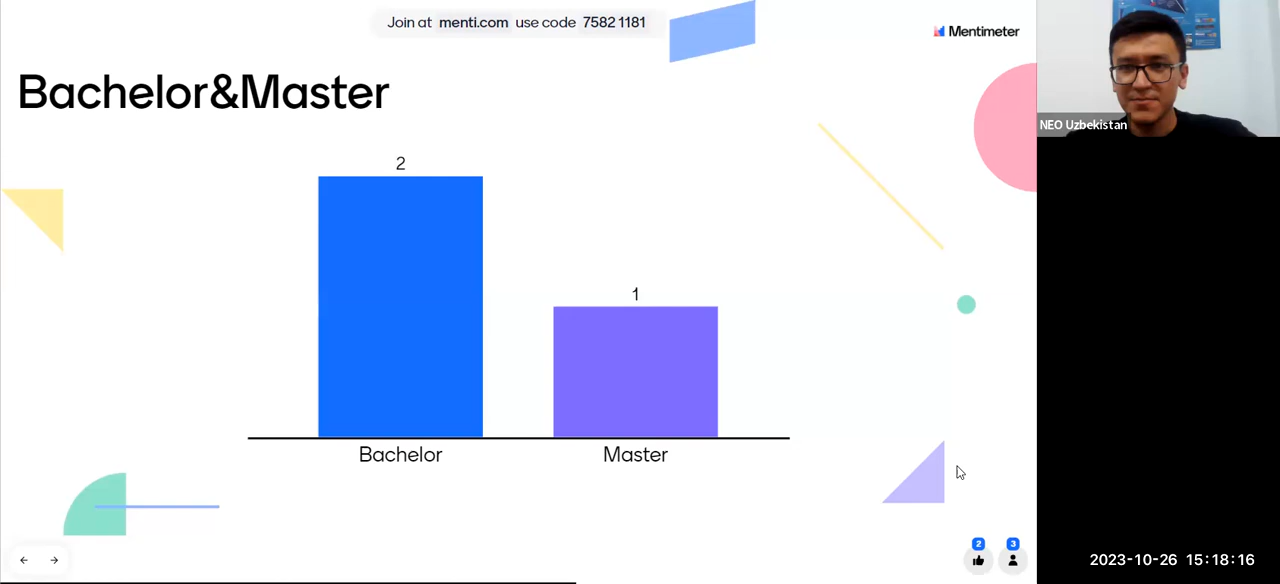 Join at menti.com use code 7582 1181
Mentimeter
Bachelor&Master
NEO Uzbekistan
2
1
Bachelor
Master
2
3
2023-10-26 15:18:16